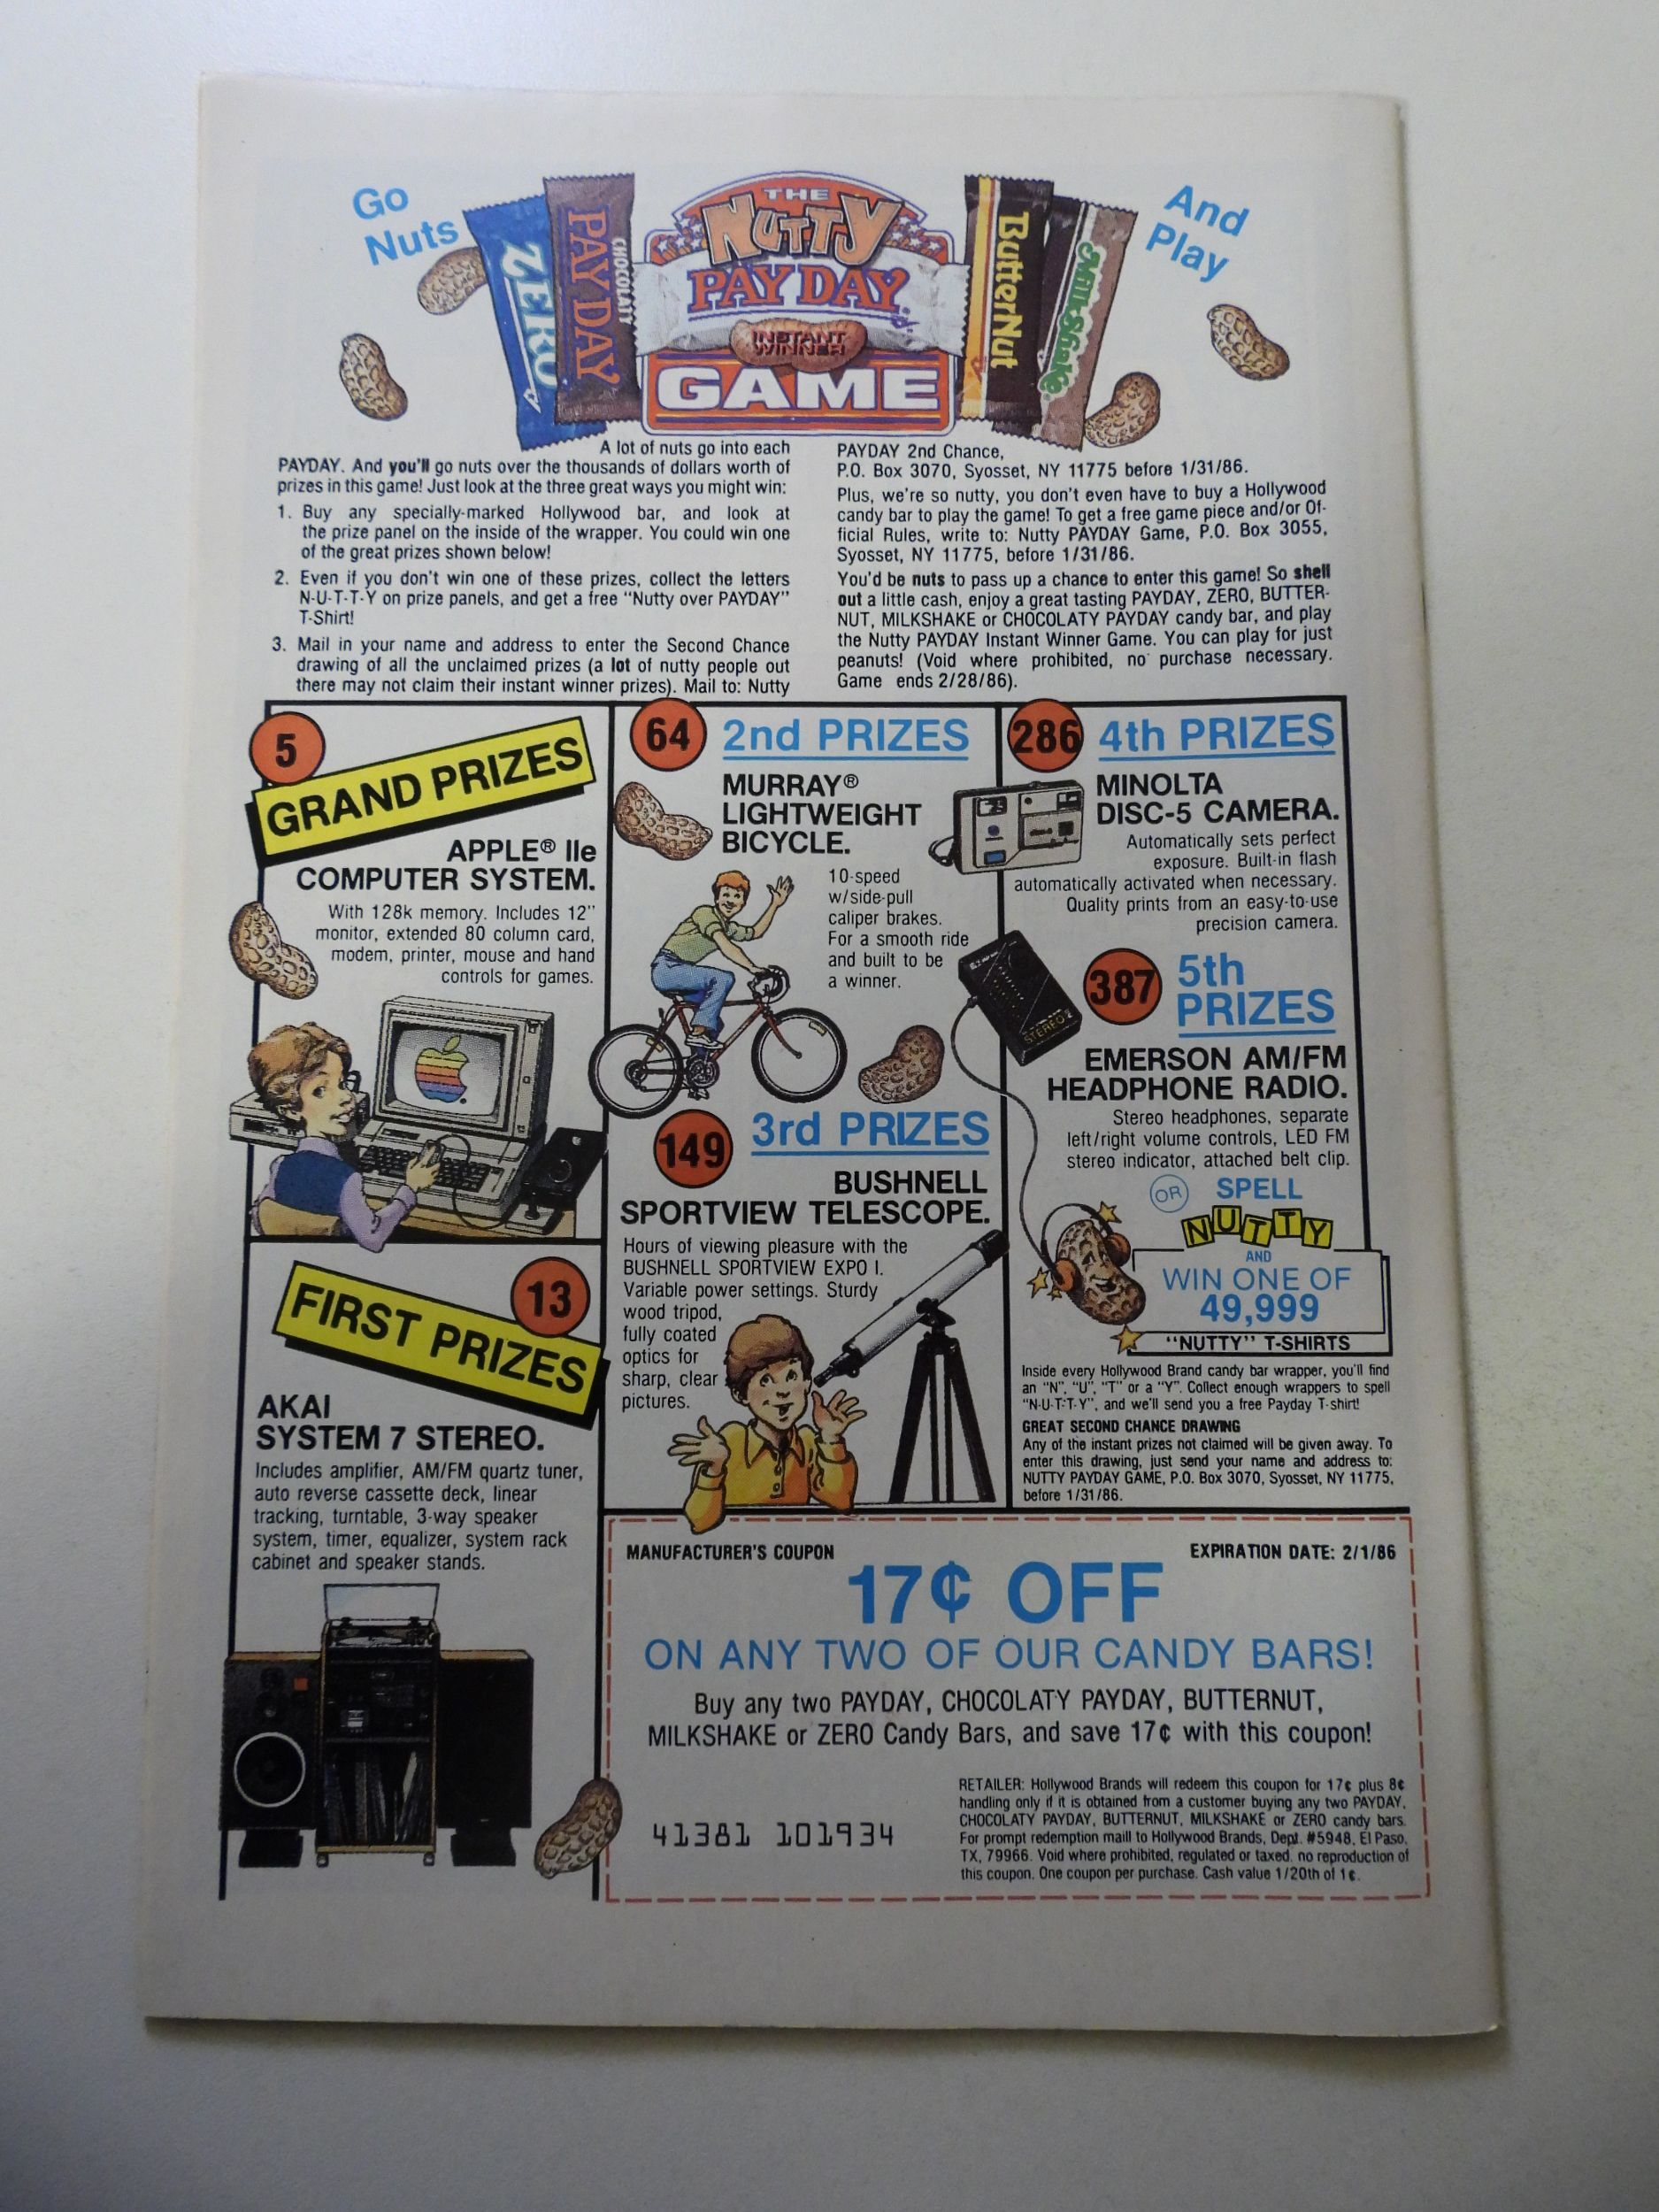 Go
Nuts
ZERO
CHOCOLATY
PAY DAY
THE
NUTTY
PAY DAY
INSTANT
WINNER
GAME
ButterNut
Milk-Shake
And
Play
A lot of nuts go into each
PAYDAY. And you'll go nuts over the thousands of dollars worth of
prizes in this game! Just look at the three great ways you might win:
1. Buy any specially-marked Hollywood bar, and look at
the prize panel on the inside of the wrapper. You could win one
of the great prizes shown below!
2. Even if you don't win one of these prizes, collect the letters
N-U-T-T-Y on prize panels, and get a free "Nutty over PAYDAY"
T-Shirt!
3. Mail in your name and address to enter the Second Chance
drawing of all the unclaimed prizes (a lot of nutty people out
there may not claim their instant winner prizes). Mail to: Nutty
PAYDAY 2nd Chance,
P.O. Box 3070, Syosset, NY 11775 before 1/31/86.
Plus, we're so nutty, you don't even have to buy a Hollywood
candy bar to play the game! To get a free game piece and/or Of-
ficial Rules, write to: Nutty PAYDAY Game, P.O. Box 3055,
Syosset, NY 11775, before 1/31/86.
You'd be nuts to pass up a chance to enter this game! So shell
out a little cash, enjoy a great tasting PAYDAY, ZERO, BUTTER-
NUT, MILKSHAKE or CHOCOLATY PAYDAY candy bar, and play
the Nutty PAYDAY Instant Winner Game. You can play for just
peanuts! (Void where prohibited, no purchase necessary.
Game ends 2/28/86).
5
GRAND PRIZES
APPLE® IIe
COMPUTER SYSTEM.
With 128k memory. Includes 12"
monitor, extended 80 column card,
modem, printer, mouse and hand
controls for games.
13
FIRST PRIZES
AKAI
SYSTEM 7 STEREO.
Includes amplifier, AM/FM quartz tuner,
auto reverse cassette deck, linear
tracking, turntable, 3-way speaker
system, timer, equalizer, system rack
cabinet and speaker stands.
64 2nd PRIZES
MURRAY®
LIGHTWEIGHT
BICYCLE.
10-speed
w/side-pull
caliper brakes.
For a smooth ride
and built to be
a winner.
149 3rd PRIZES
BUSHNELL
SPORTVIEW TELESCOPE.
Hours of viewing pleasure with the
BUSHNELL SPORTVIEW EXPO I.
Variable power settings. Sturdy
wood tripod,
fully coated
optics for
sharp, clear
pictures.
286 4th PRIZES
MINOLTA
DISC-5 CAMERA.
Automatically sets perfect
exposure. Built-in flash
automatically activated when necessary.
Quality prints from an easy-to-use
precision camera.
STEREO
387 5th
PRIZES
EMERSON AM/FM
HEADPHONE RADIO.
Stereo headphones, separate
left/right volume controls, LED FM
stereo indicator, attached belt clip.
OR SPELL
NUTTY
AND
WIN ONE OF
49,999
"NUTTY" T-SHIRTS
Inside every Hollywood Brand candy bar wrapper, you'll find
an "N", "U", "T" or a "Y". Collect enough wrappers to spell
"N-U-T-T-Y", and we'll send you a free Payday T-shirt!
GREAT SECOND CHANCE DRAWING
Any of the instant prizes not claimed will be given away. To
enter this drawing, just send your name and address to:
NUTTY PAYDAY GAME, P.O. Box 3070, Syosset, NY 11775,
before 1/31/86.
MANUFACTURER'S COUPON
EXPIRATION DATE: 2/1/86
17¢ OFF
ON ANY TWO OF OUR CANDY BARS!
Buy any two PAYDAY, CHOCOLATY PAYDAY, BUTTERNUT,
MILKSHAKE or ZERO Candy Bars, and save 17¢ with this coupon!
41381 101934
RETAILER: Hollywood Brands will redeem this coupon for 17¢ plus 8¢
handling only if it is obtained from a customer buying any two PAYDAY,
CHOCOLATY PAYDAY, BUTTERNUT, MILKSHAKE or ZERO candy bars.
For prompt redemption maill to Hollywood Brands, Dept. #5948, El Paso,
TX, 79966. Void where prohibited, regulated or taxed. no reproduction of
this coupon. One coupon per purchase. Cash value 1/20th of 1¢.